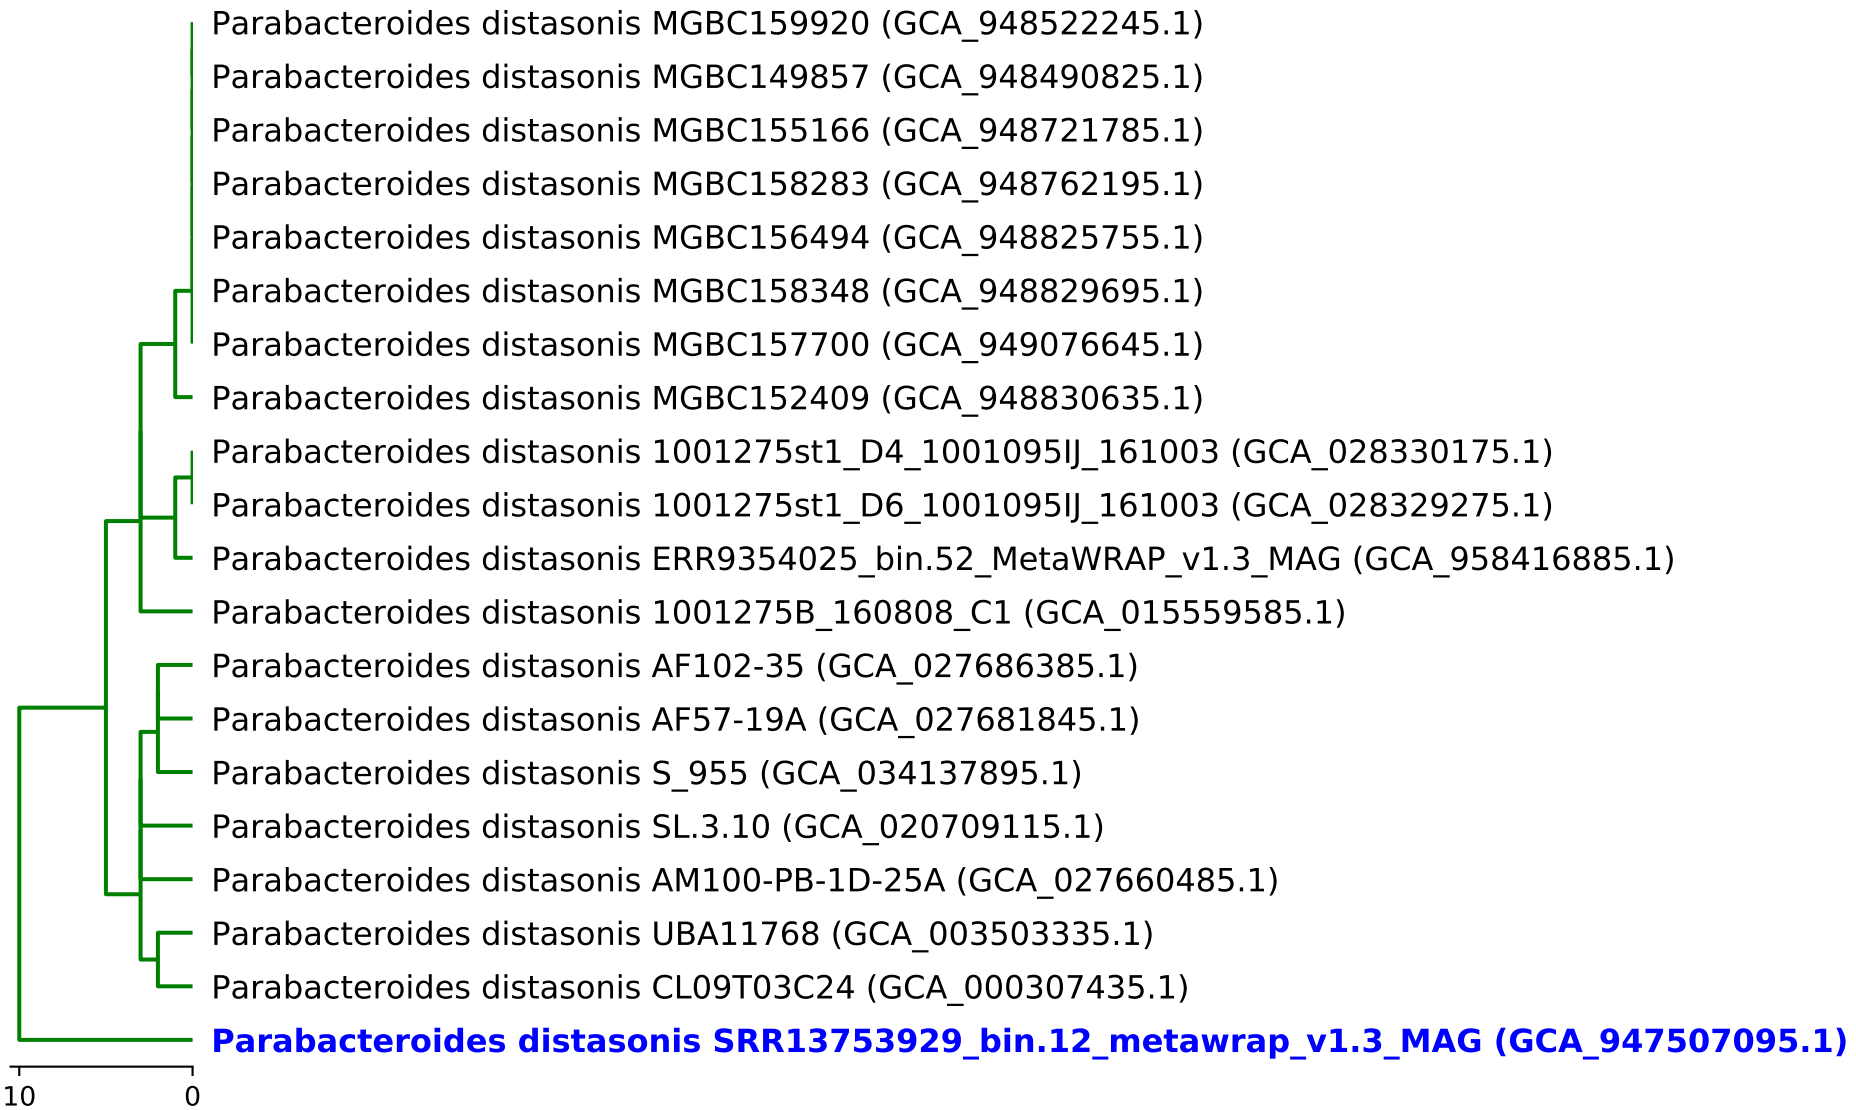 Parabacteroides distasonis MGBC159920 (GCA_948522245.1)
Parabacteroides distasonis MGBC149857 (GCA_948490825.1)
Parabacteroides distasonis MGBC155166 (GCA_948721785.1)
Parabacteroides distasonis MGBC158283 (GCA_948762195.1)
Parabacteroides distasonis MGBC156494 (GCA_948825755.1)
Parabacteroides distasonis MGBC158348 (GCA_948829695.1)
Parabacteroides distasonis MGBC157700 (GCA_949076645.1)
Parabacteroides distasonis MGBC152409 (GCA_948830635.1)
Parabacteroides distasonis 1001275st1_D4_1001095IJ_161003 (GCA_028330175.1)
Parabacteroides distasonis 1001275st1_D6_1001095IJ_161003 (GCA_028329275.1)
Parabacteroides distasonis ERR9354025_bin.52_MetaWRAP_v1.3_MAG (GCA_958416885.1)
Parabacteroides distasonis 1001275B_160808_C1 (GCA_015559585.1)
Parabacteroides distasonis AF102-35 (GCA_027686385.1)
Parabacteroides distasonis AF57-19A (GCA_027681845.1)
Parabacteroides distasonis S_955 (GCA_034137895.1)
Parabacteroides distasonis SL.3.10 (GCA_020709115.1)
Parabacteroides distasonis AM100-PB-1D-25A (GCA_027660485.1)
Parabacteroides distasonis UBA11768 (GCA_003503335.1)
Parabacteroides distasonis CL09T03C24 (GCA_000307435.1)
Parabacteroides distasonis SRR13753929_bin.12_metawrap_v1.3_MAG (GCA_947507095.1)
10 0